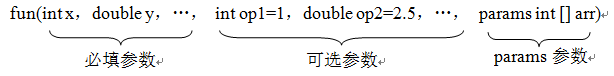 fun(int x，double y，…， int op1=1，double op2=2.5，…， params int [] arr)
必填参数 可选参数 params 参数